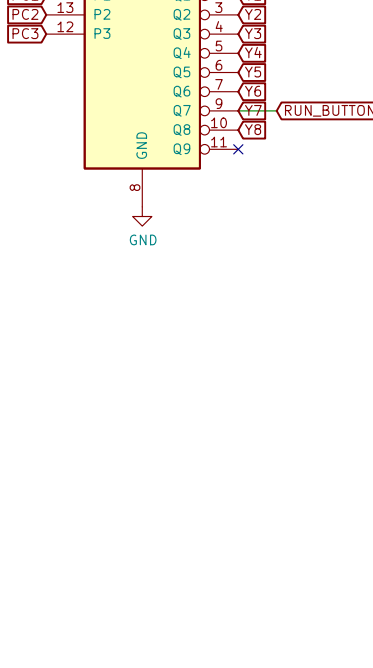 Q2 3 Y2
PC2 13 P2
Q3 4 Y3
PC3 12 P3
Q4 5 Y4
Q5 6 Y5
Q6 7 Y6
Q7 9 Y7 RUN_BUTTON
Q8 10 Y8
Q9 11
GND
8
GND